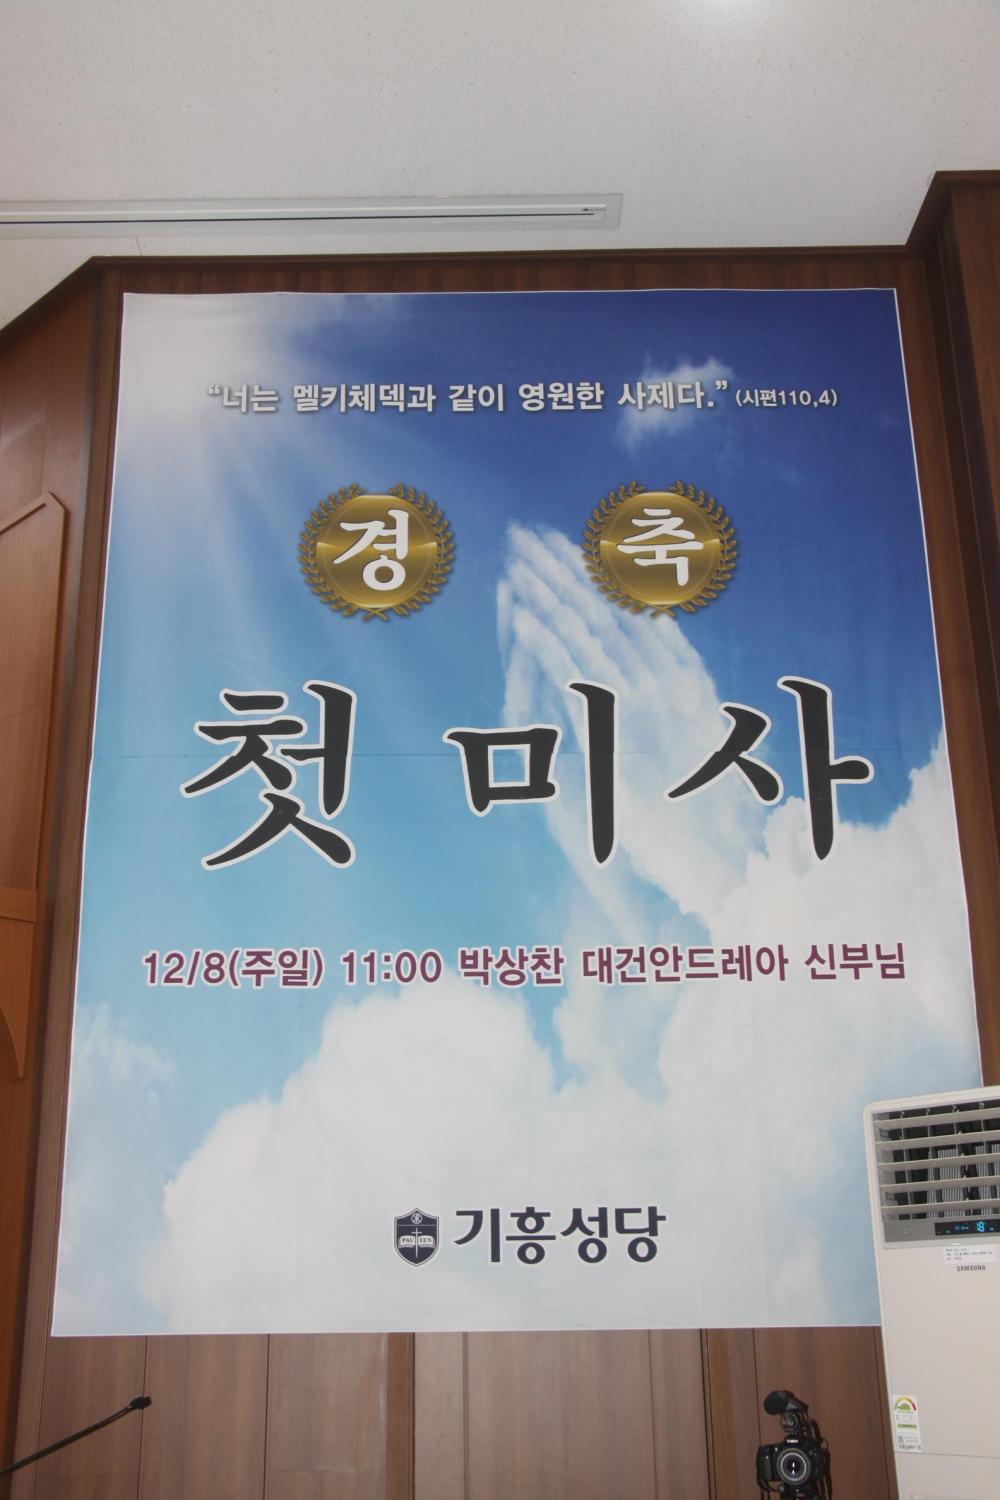 “너는 멜키체덱과 같이 영원한 사제다.” (시편110,4)
경 축
첫 미사
12/8(주일) 11:00 박상찬 대건안드레아 신부님
PAULUS
기흥성당
18
SAMSUNG